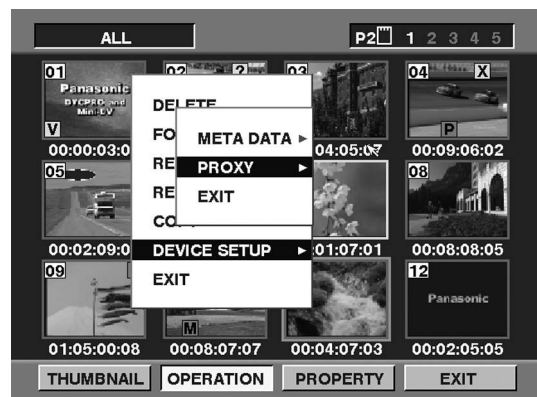 ALL
P2 1 2 3 4 5
01
Panasonic
DVCPRO and
Mini-DV
V
00:00:03:0
02
?
03
04:05:07
04
X
P
00:09:06:02
DELETE
FO
RE
RE
COPY
DEVICE SETUP
EXIT
META DATA
PROXY
EXIT
05
00:02:09:0
01:07:01
08
00:08:08:05
09
01:05:00:08
M
00:08:07:07
00:04:07:03
12
Panasonic
00:02:05:05
THUMBNAIL
OPERATION
PROPERTY
EXIT